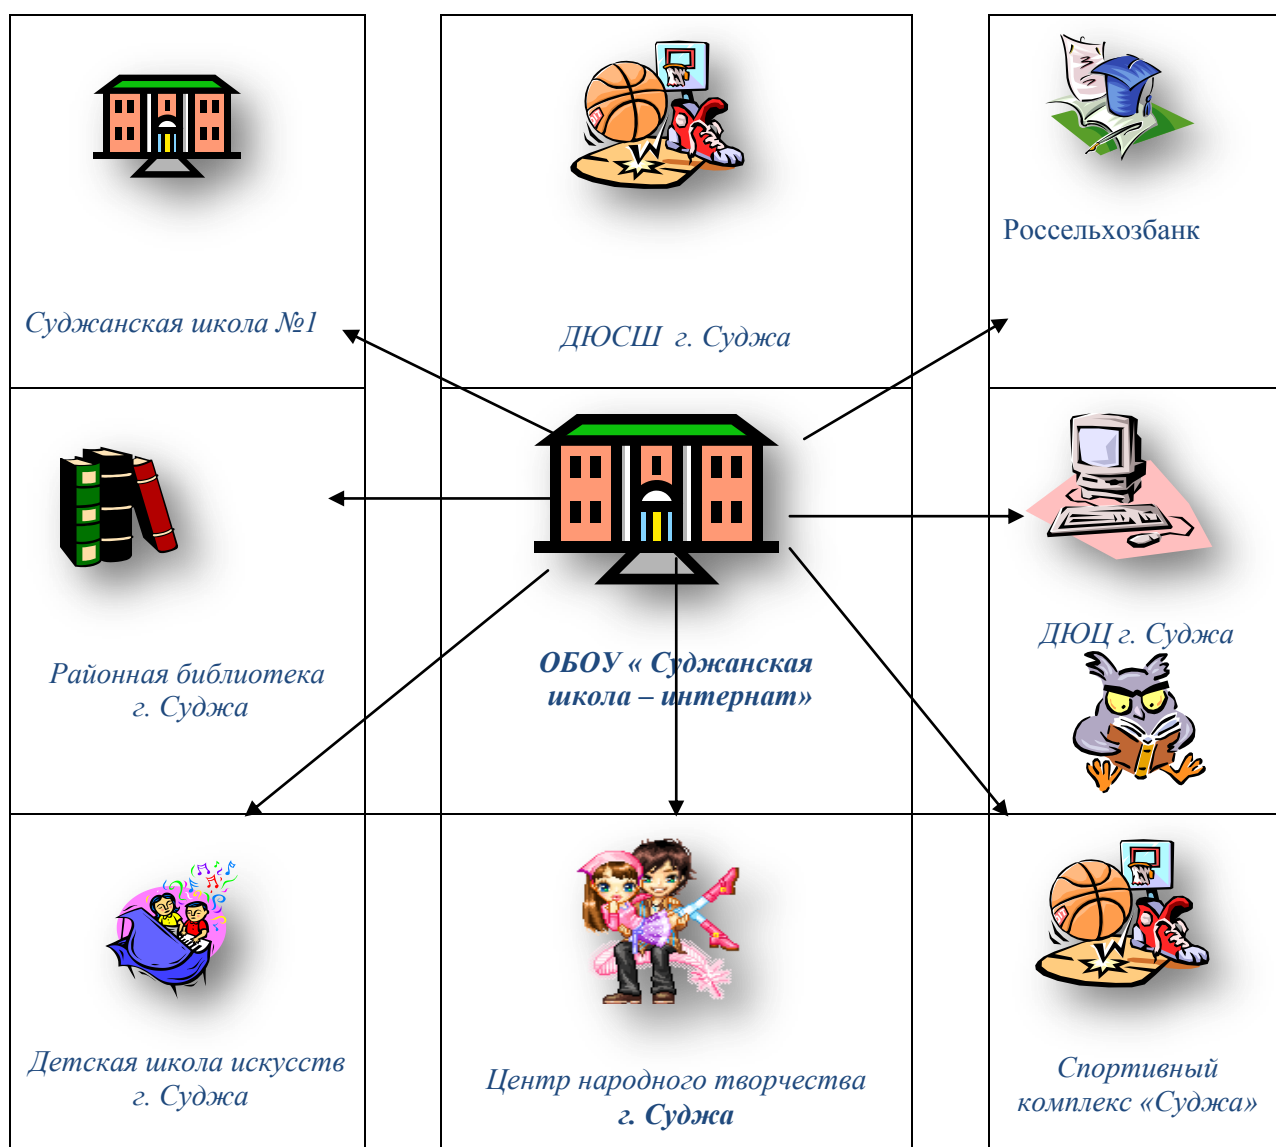 Суджанская школа №1
ДЮСШ г. Суджа
Россельхозбанк
Районная библиотека
г. Суджа
ОБОУ « Суджанская
школа – интернат»
ДЮЦ г. Суджа
Детская школа искусств
г. Суджа
Центр народного творчества
г. Суджа
Спортивный
комплекс «Суджа»